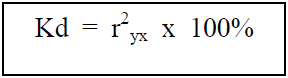 Kd = r²yx x 100%